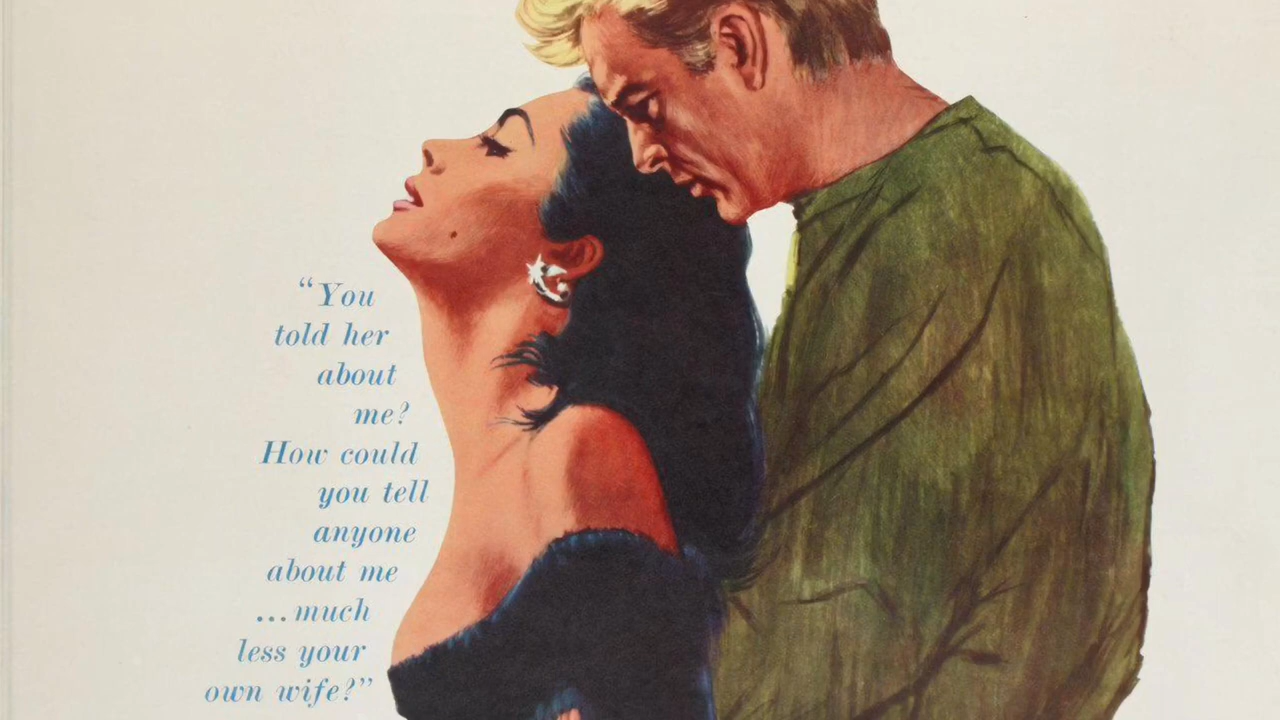 “You
told her
about
me?
How could
you tell
anyone
about me
...much
less your
own wife?”